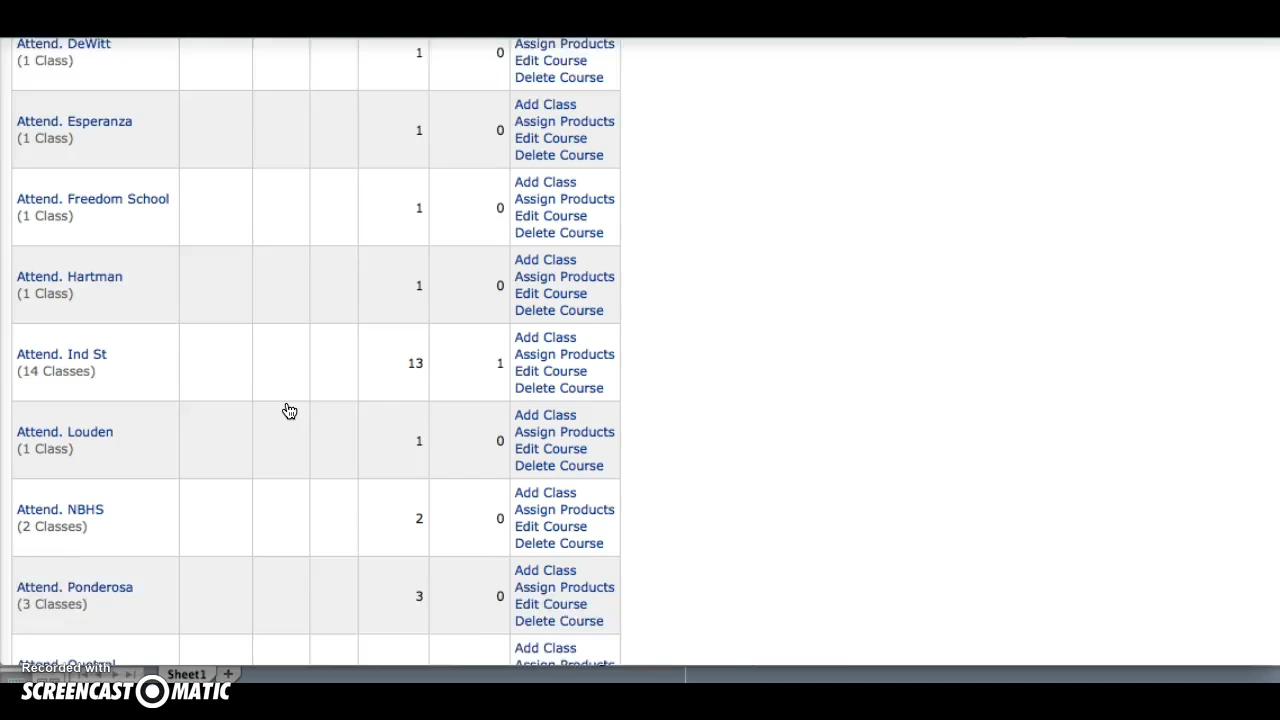 Attend. DeWitt
(1 Class)
1
0
Assign Products
Edit Course
Delete Course
Attend. Esperanza
(1 Class)
1
0
Add Class
Assign Products
Edit Course
Delete Course
Attend. Freedom School
(1 Class)
1
0
Add Class
Assign Products
Edit Course
Delete Course
Attend. Hartman
(1 Class)
1
0
Add Class
Assign Products
Edit Course
Delete Course
Attend. Ind St
(14 Classes)
13
1
Add Class
Assign Products
Edit Course
Delete Course
Attend. Louden
(1 Class)
1
0
Add Class
Assign Products
Edit Course
Delete Course
Attend. NBHS
(2 Classes)
2
0
Add Class
Assign Products
Edit Course
Delete Course
Attend. Ponderosa
(3 Classes)
3
0
Add Class
Assign Products
Edit Course
Delete Course
Add Class
Assign Products
Recorded with
SCREENCAST MATIC
Sheet1